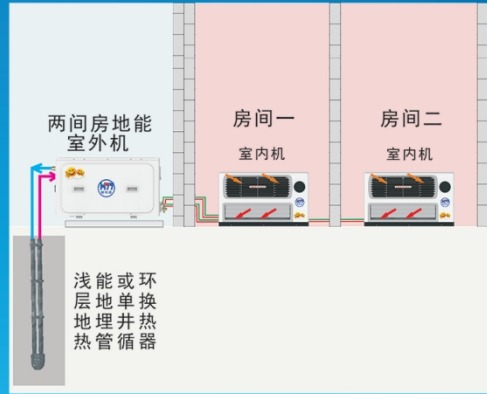 两间房地能
室外机
房间一
室内机
房间二
室内机
浅层地热
能地埋管
或单井循
环换热器